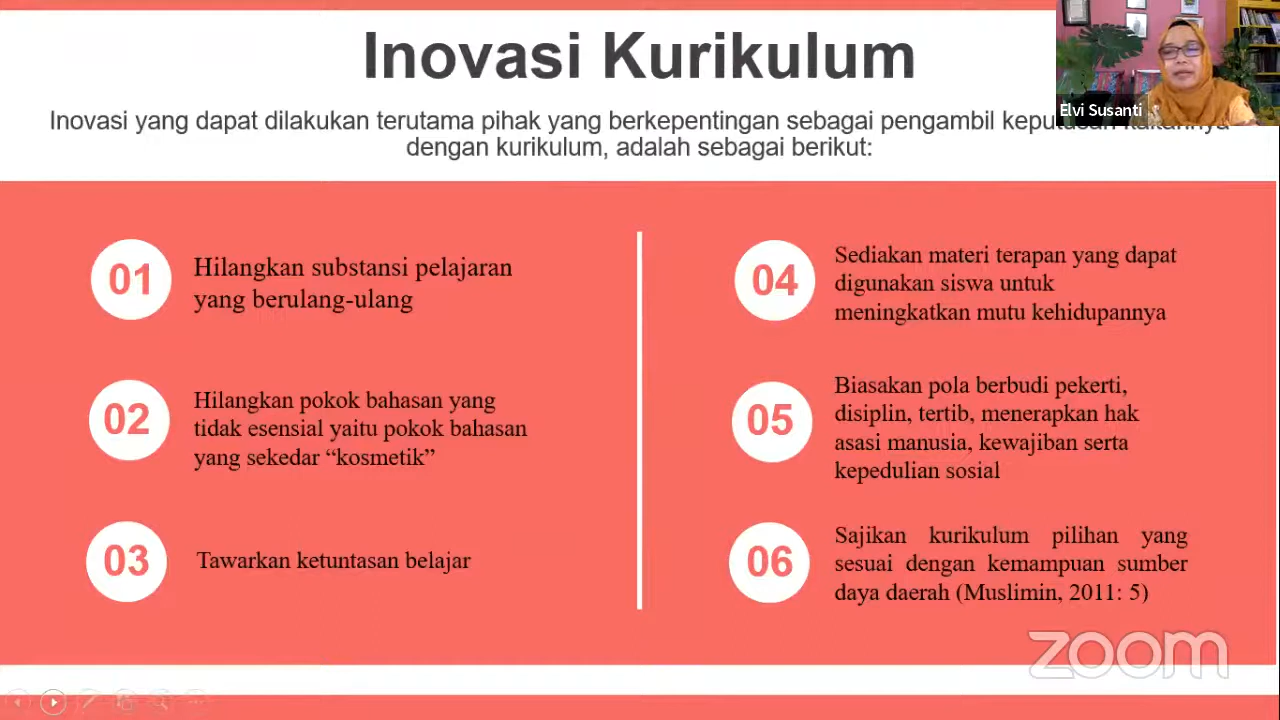 Inovasi Kurikulum
Elvi Susanti
Inovasi yang dapat dilakukan terutama pihak yang berkepentingan sebagai pengambil
dengan kurikulum, adalah sebagai berikut:
01
Hilangkan substansi pelajaran
yang berulang-ulang
02
Hilangkan pokok bahasan yang
tidak esensial yaitu pokok bahasan
yang sekedar “kosmetik”
03
Tawarkan ketuntasan belajar
04
Sediakan materi terapan yang dapat
digunakan siswa untuk
meningkatkan mutu kehidupannya
05
Biasakan pola berbudi pekerti,
disiplin, tertib, menerapkan hak
asasi manusia, kewajiban serta
kepedulian sosial
06
Sajikan kurikulum pilihan yang
sesuai dengan kemampuan sumber
daya daerah (Muslimin, 2011: 5)
zoom